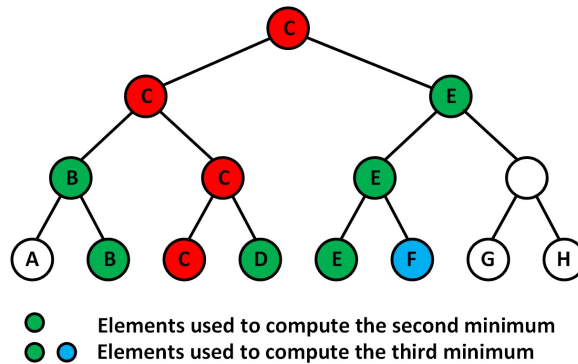 C
C E
B C E
A B C D E F G H
Elements used to compute the second minimum
Elements used to compute the third minimum